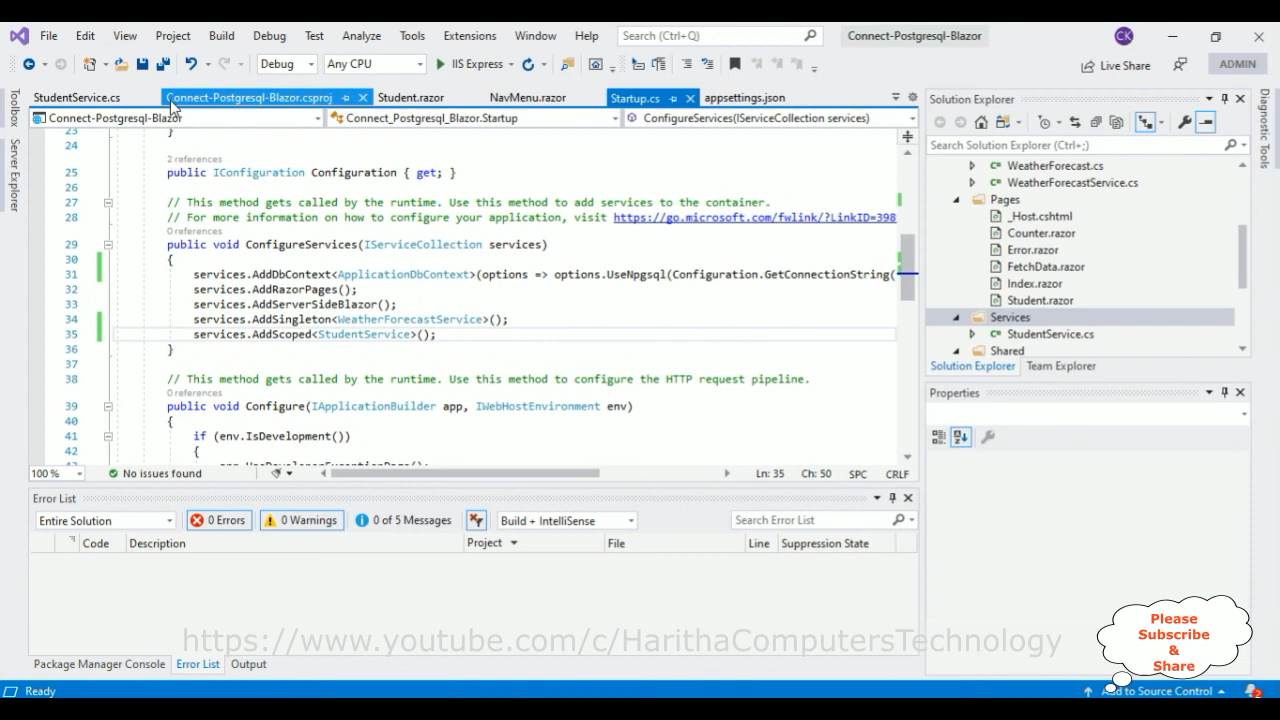 File Edit View Project Build Debug Test Analyze Tools Extensions Window Help Search (Ctrl+Q) Connect-Postgresql-Blazor CK
Debug Any CPU IIS Express Live Share ADMIN
StudentService.cs Connect-Postgresql-Blazor.csproj Student.razor NavMenu.razor Startup.cs appsettings.json
Connect-Postgresql-Blazor Connect_Postgresql_Blazor.Startup ConfigureServices(IServiceCollection services)
Toolbox
Server Explorer
23 }
24
2 references
25 public IConfiguration Configuration { get; }
26
27 // This method gets called by the runtime. Use this method to add services to the container.
28 // For more information on how to configure your application, visit https://go.microsoft.com/fwlink/?LinkID=398
0 references
29 public void ConfigureServices(IServiceCollection services)
30 {
31 services.AddDbContext<ApplicationDbContext>(options => options.UseNpgsql(Configuration.GetConnectionString(
32 services.AddRazorPages();
33 services.AddServerSideBlazor();
34 services.AddSingleton<WeatherForecastService>();
35 services.AddScoped<StudentService>();
36 }
37
38 // This method gets called by the runtime. Use this method to configure the HTTP request pipeline.
0 references
39 public void Configure(IApplicationBuilder app, IWebHostEnvironment env)
40 {
41 if (env.IsDevelopment())
42 {
100 % No issues found Ln: 35 Ch: 50 SPC CRLF
Error List
Entire Solution 0 Errors 0 Warnings 0 of 5 Messages Build + IntelliSense Search Error List
Code Description Project File Line Suppression State
Package Manager Console Error List Output
Ready Add to Source Control 2
Solution Explorer
Search Solution Explorer (Ctrl+;)
WeatherForecast.cs
WeatherForecastService.cs
Pages
_Host.cshtml
Counter.razor
Error.razor
FetchData.razor
Index.razor
Student.razor
Services
StudentService.cs
Shared
Solution Explorer Team Explorer
Properties
Diagnostic Tools
https://www.youtube.com/c/HarithaComputersTechnology
Please
Subscribe
&
Share